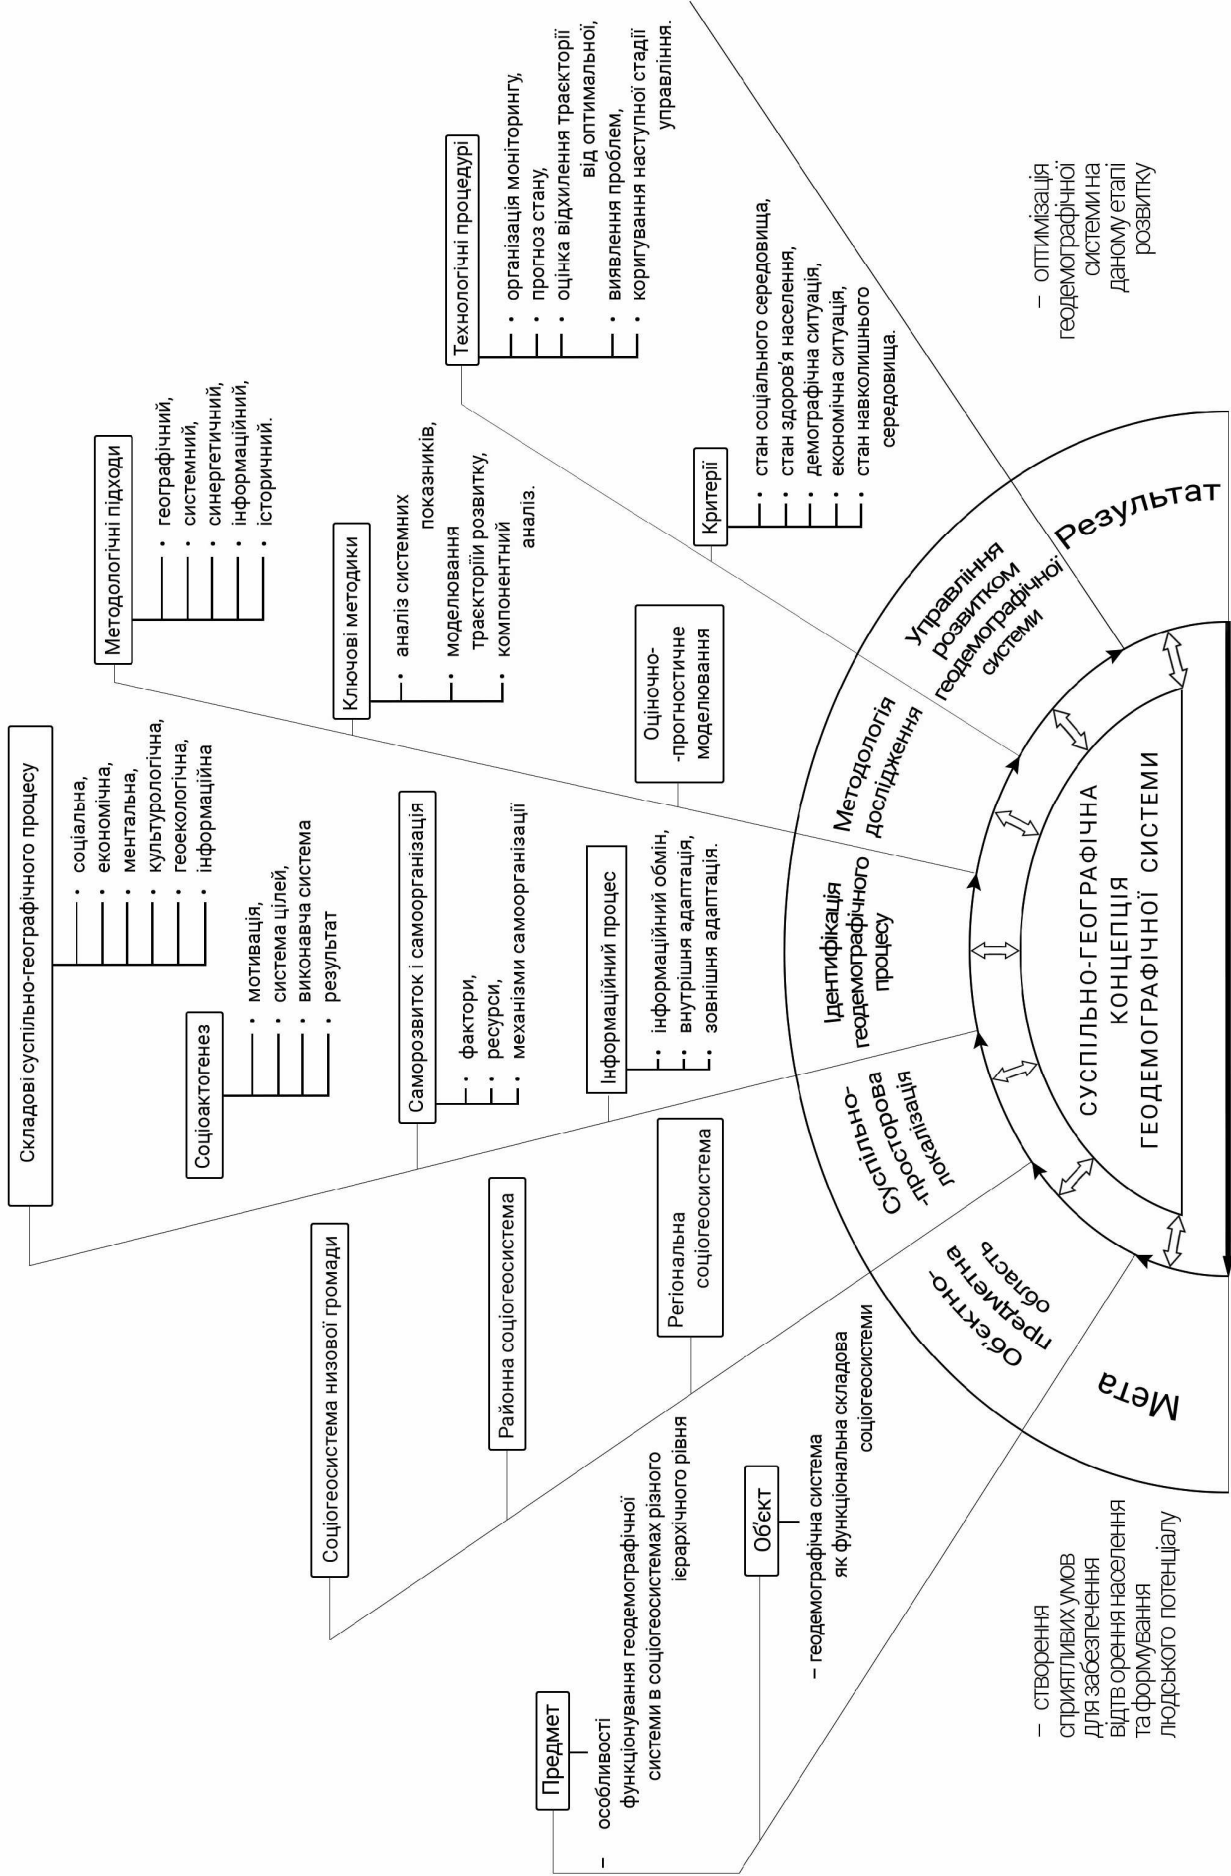 Складові суспільно-географічного процесу
соціальна,
економічна,
ментальна,
культурологічна,
геоекологічна,
інформаційна
Соціоактогенез
мотивація,
система цілей,
виконавча система
результат
Саморозвиток і самоорганізація
фактори,
ресурси,
механізми самоорганізації
Інформаційний процес
інформаційний обмін,
внутрішня адаптація,
зовнішня адаптація.
Методологічні підходи
географічний,
системний,
синергетичний,
інформаційний,
історичний.
Ключові методики
аналіз системних
показників,
моделювання
траєкторіїи розвитку,
компонентний
аналіз.
Оціночно-
-прогностичне
моделювання
Технологічні процедурі
організація моніторингу,
прогноз стану,
оцінка відхилення траєкторії
від оптимальної,
виявлення проблем,
коригування наступної стадії
управління.
Критерії
стан соціального середовища,
стан здоров’я населення,
демографічна ситуація,
економічна ситуація,
стан навколишнього
середовища.
Соціогеосистема низової громади
Районна соціогеосистема
Регіональна
соціогеосистема
Предмет
– особливості
функціонування геодемографічної
системи в соціогеосистемах різного
ієрархічного рівня
Об'єкт
– геодемографічна система
як функціональна складова
соціогеосистеми
– створення
сприятливих умов
для забезпечення
відтв орення населення
та формування
людського потенціалу
Мета
Об'єктно-
предметна
область
Суспільно-
-просторова
локалізація
Ідентифікація
геодемографічного
процесу
Методологія
дослідження
Управління
розвитком
геодемографічної
системи
Результат
– оптимізація
геодемографічної
системи на
даному етапі
розвитку
СУСПІЛЬНО-ГЕОГРАФІЧНА
КОНЦЕПЦІЯ
ГЕОДЕМОГРАФІЧНОЇ СИСТЕМИ